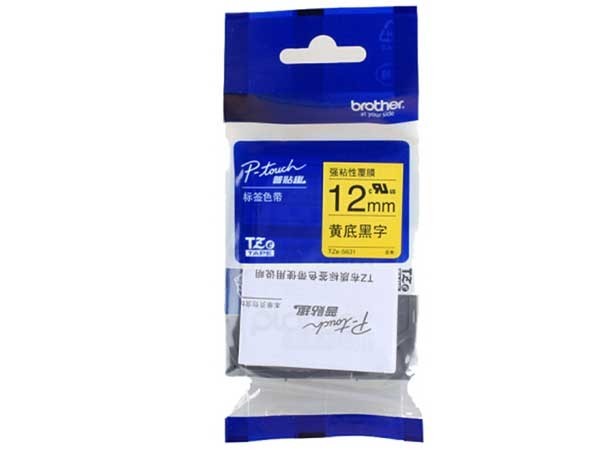 brother
at your side
P-touch
普贴趣
标签色带
TZe
TAPE
强粘性覆膜
12mm
黄底黑字
TZe-S631
TZ布质标签色带使用说明
P-touch
普贴趣